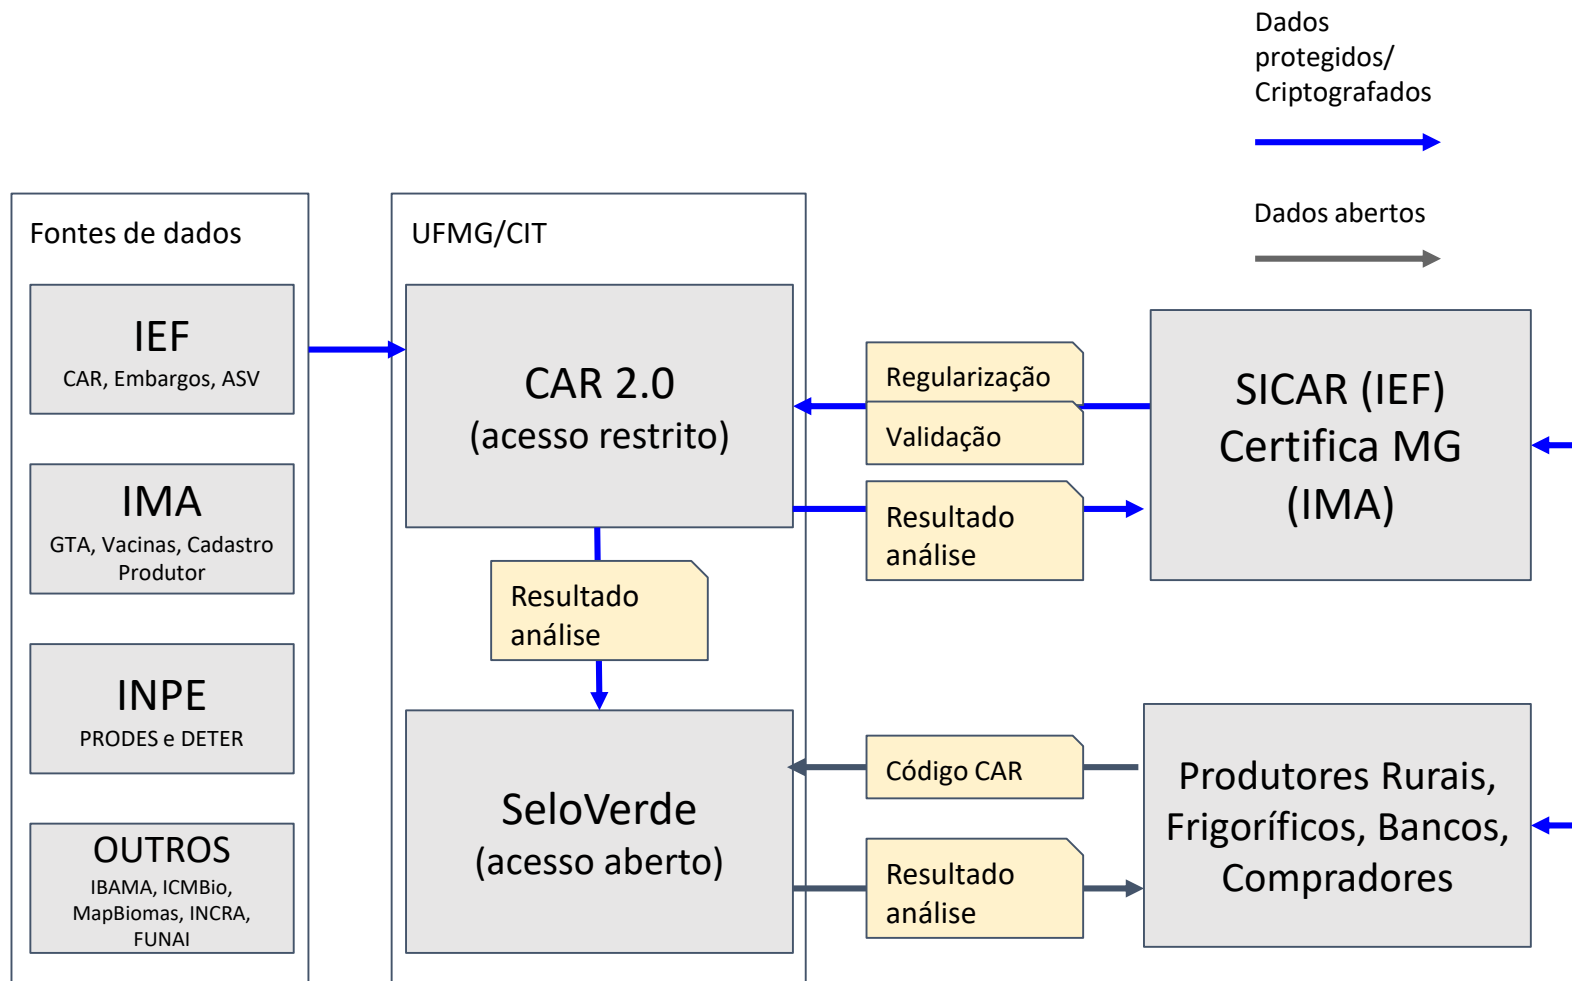 Dados
protegidos/
Criptografados
Dados abertos
Fontes de dados
IEF
CAR, Embargos, ASV
IMA
GTA, Vacinas, Cadastro
Produtor
INPE
PRODES e DETER
OUTROS
IBAMA, ICMBio,
MapBiomas, INCRA,
FUNAI
UFMG/CIT
CAR 2.0
(acesso restrito)
Resultado
análise
SeloVerde
(acesso aberto)
Regularização
Validação
Resultado
análise
Código CAR
Resultado
análise
SICAR (IEF)
Certifica MG
(IMA)
Produtores Rurais,
Frigoríficos, Bancos,
Compradores